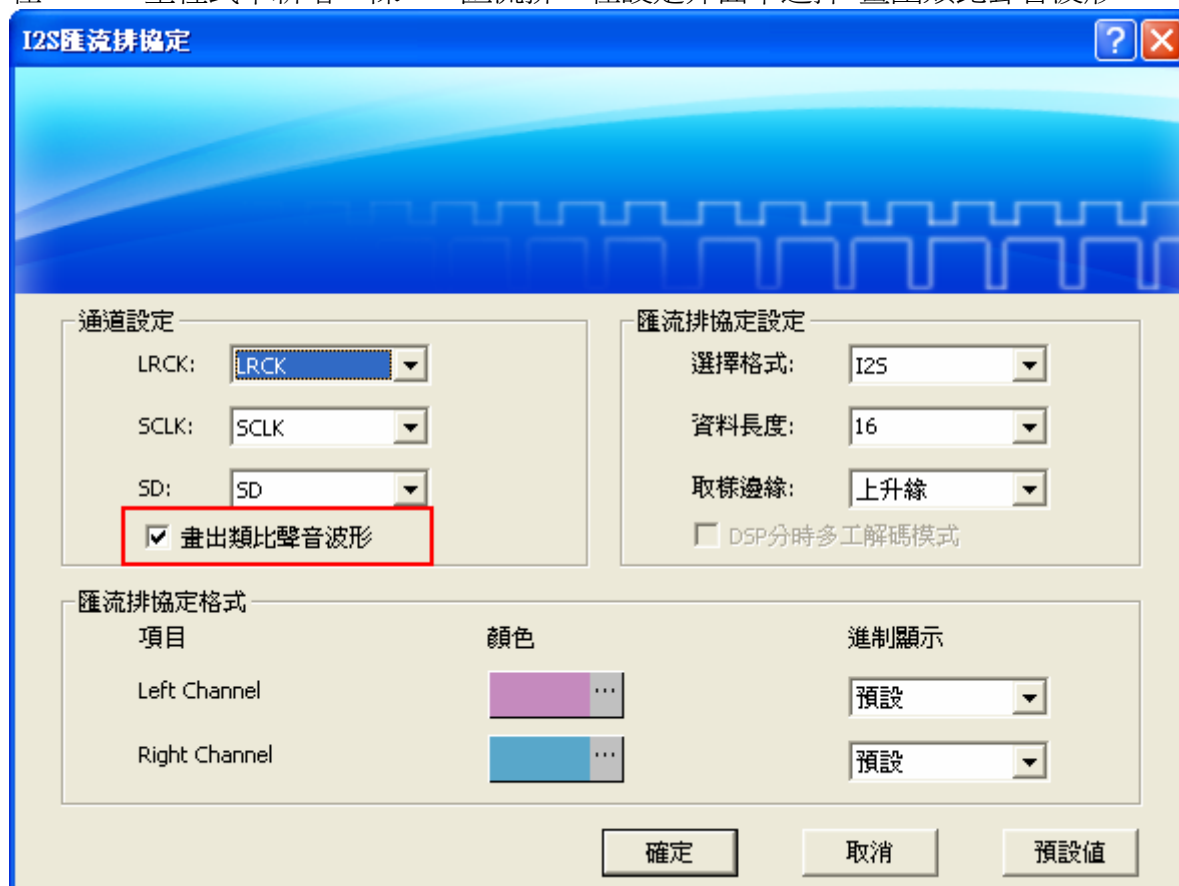 I2S匯流排協定
通道設定
LRCK: LRCK
SCLK: SCLK
SD: SD
畫出類比聲音波形
匯流排協定設定
選擇格式: I2S
資料長度: 16
取樣邊緣: 上升緣
DSP分時多工解碼模式
匯流排協定格式
項目 顏色 進制顯示
Left Channel ... 預設
Right Channel ... 預設
確定 取消 預設值